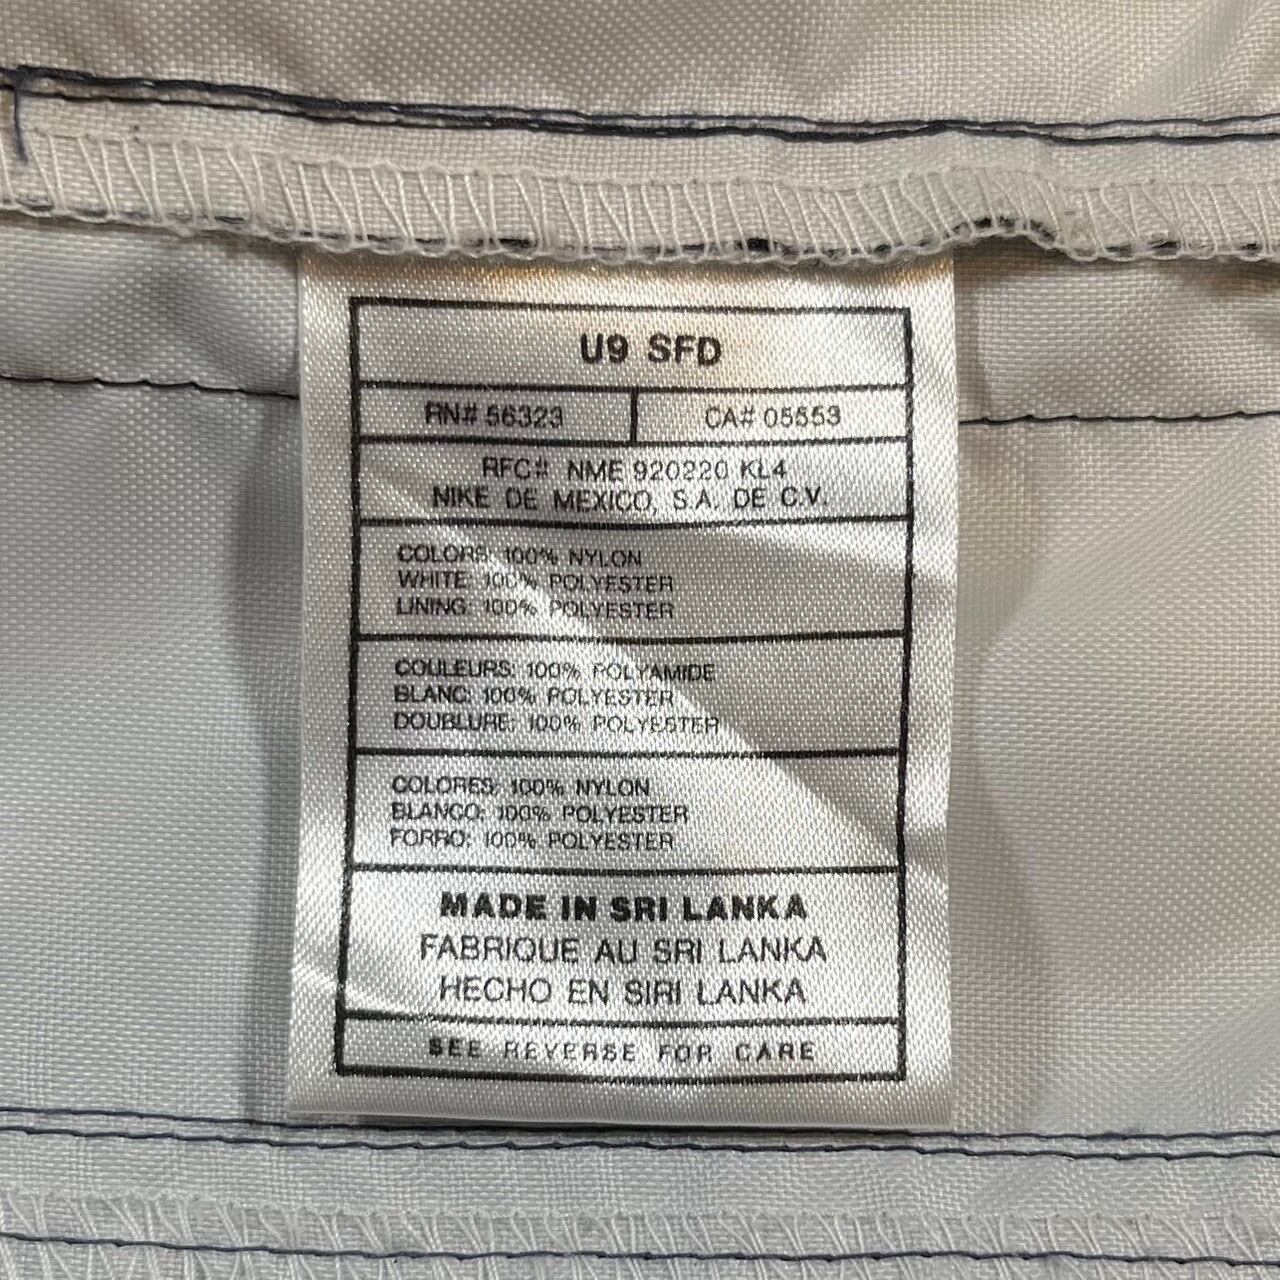 U9 SFD
RN# 56323 CA# 05553
RFC# NME 920220 KL4
NIKE DE MEXICO, S.A. DE C.V.
COLORS: 100% NYLON
WHITE: 100% POLYESTER
LINING: 100% POLYESTER
COULEURS: 100% POLYAMIDE
BLANC: 100% POLYESTER
DOUBLURE: 100% POLYESTER
COLORES: 100% NYLON
BLANCO: 100% POLYESTER
FORRO: 100% POLYESTER
MADE IN SRI LANKA
FABRIQUE AU SRI LANKA
HECHO EN SIRI LANKA
SEE REVERSE FOR CARE